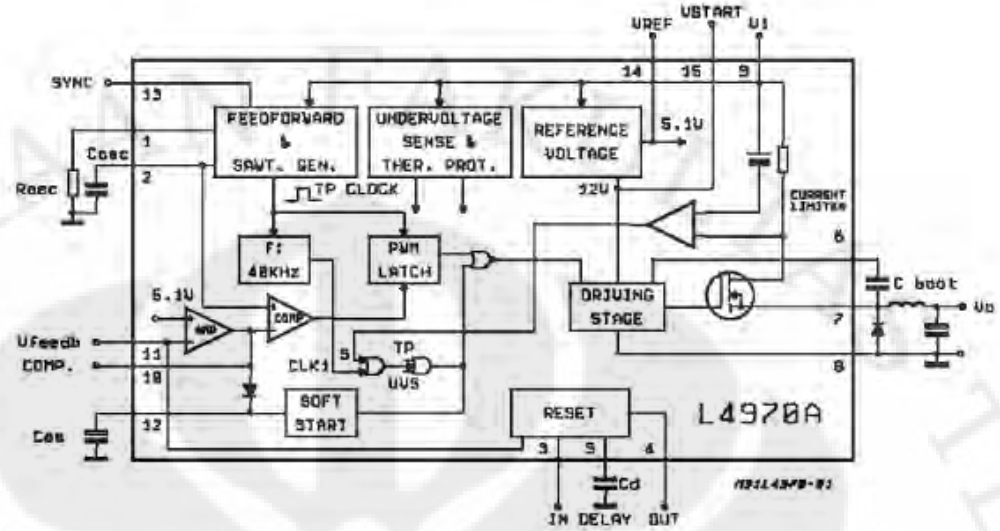 VREF
VSTART
Vi
14
15
9
SYNC
13
1
Cosc
2
Rosc
FEEDFORWARD
&
SAWT. GEN.
UNDERVOLTAGE
SENSE &
THER. PROT.
REFERENCE
VOLTAGE
5.1V
12V
TP CLOCK
CURRENT
LIMITER
6
F:
40KHz
PWM
LATCH
DRIVING
STAGE
C boot
7
Vo
8
5.1V
AMP
COMP
Vfeedb
11
COMP.
10
CLK1
S
TP
UVS
SOFT
START
12
RESET
L4970A
3
5
4
Cd
IN DELAY OUT